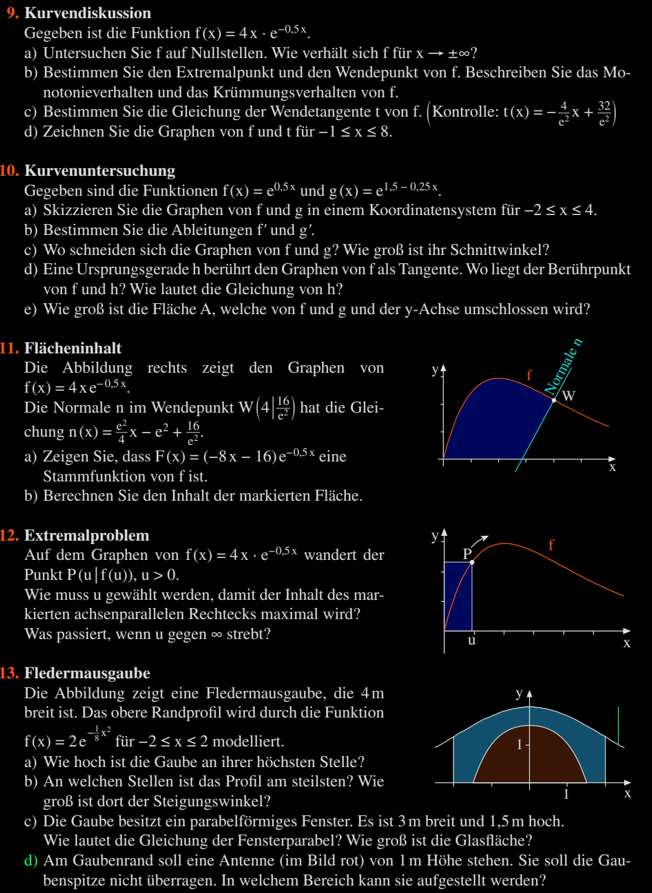 9. Kurvendiskussion
Gegeben ist die Funktion f(x) = 4x · e^{−0,5x}.
a) Untersuchen Sie f auf Nullstellen. Wie verhält sich f für x → ±∞?
b) Bestimmen Sie den Extremalpunkt und den Wendepunkt von f. Beschreiben Sie das Mo-
notonieverhalten und das Krümmungsverhalten von f.
c) Bestimmen Sie die Gleichung der Wendetangente t von f. (Kontrolle: t(x) = −4/e² x + 32/e²)
d) Zeichnen Sie die Graphen von f und t für −1 ≤ x ≤ 8.
10. Kurvenuntersuchung
Gegeben sind die Funktionen f(x) = e^{0,5x} und g(x) = e^{1,5 − 0,25x}.
a) Skizzieren Sie die Graphen von f und g in einem Koordinatensystem für −2 ≤ x ≤ 4.
b) Bestimmen Sie die Ableitungen f′ und g′.
c) Wo schneiden sich die Graphen von f und g? Wie groß ist ihr Schnittwinkel?
d) Eine Ursprungsgerade h berührt den Graphen von f als Tangente. Wo liegt der Berührpunkt
von f und h? Wie lautet die Gleichung von h?
e) Wie groß ist die Fläche A, welche von f und g und der y-Achse umschlossen wird?
11. Flächeninhalt
Die Abbildung rechts zeigt den Graphen von
f(x) = 4x e^{−0,5x}.
Die Normale n im Wendepunkt W(4|16/e²) hat die Glei-
chung n(x) = e²/4 x − e² + 16/e².
a) Zeigen Sie, dass F(x) = (−8x − 16) e^{−0,5x} eine
Stammfunktion von f ist.
b) Berechnen Sie den Inhalt der markierten Fläche.
y
f
Normale n
W
x
12. Extremalproblem
Auf dem Graphen von f(x) = 4x · e^{−0,5x} wandert der
Punkt P(u|f(u)), u > 0.
Wie muss u gewählt werden, damit der Inhalt des mar-
kierten achsenparallelen Rechtecks maximal wird?
Was passiert, wenn u gegen ∞ strebt?
y
P
f
u
x
13. Fledermausgaube
Die Abbildung zeigt eine Fledermausgaube, die 4 m
breit ist. Das obere Randprofil wird durch die Funktion
f(x) = 2e^{−1/8 x²} für −2 ≤ x ≤ 2 modelliert.
a) Wie hoch ist die Gaube an ihrer höchsten Stelle?
b) An welchen Stellen ist das Profil am steilsten? Wie
groß ist dort der Steigungswinkel?
y
1
1
x
c) Die Gaube besitzt ein parabelförmiges Fenster. Es ist 3 m breit und 1,5 m hoch.
Wie lautet die Gleichung der Fensterparabel? Wie groß ist die Glasfläche?
d) Am Gaubenrand soll eine Antenne (im Bild rot) von 1 m Höhe stehen. Sie soll die Gau-
benspitze nicht überragen. In welchem Bereich kann sie aufgestellt werden?